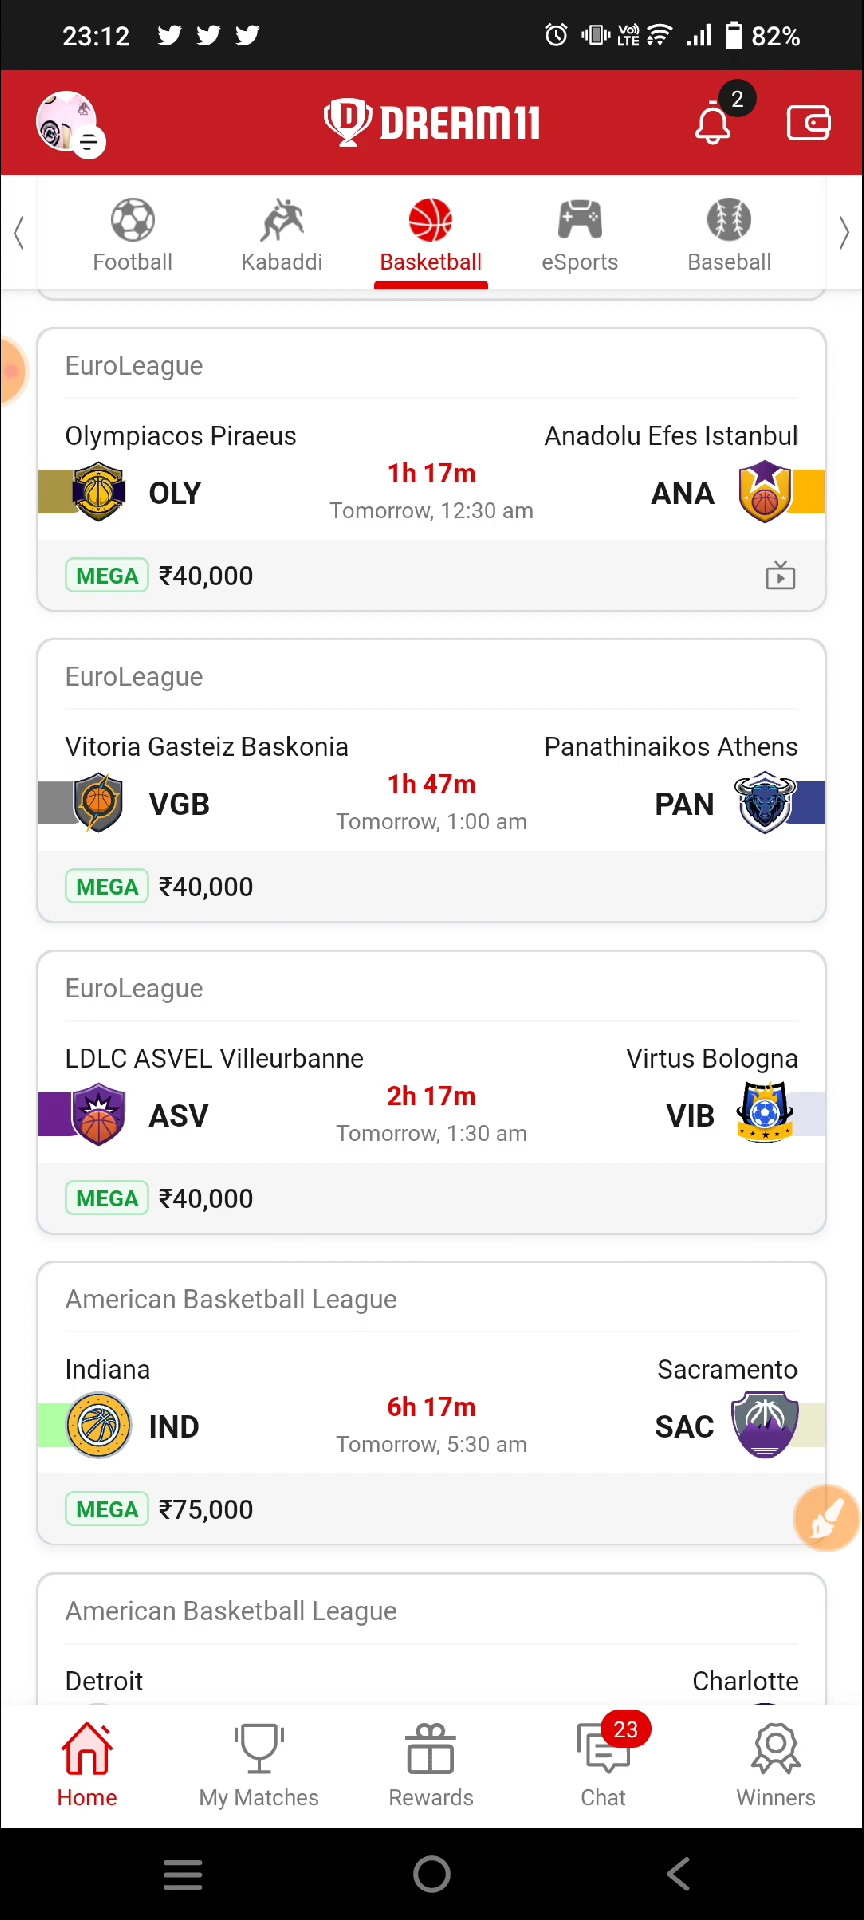 23:12 Vo) LTE 82%
D DREAM11 2
Football Kabaddi Basketball eSports Baseball
EuroLeague
Olympiacos Piraeus Anadolu Efes Istanbul
OLY 1h 17m ANA
Tomorrow, 12:30 am
MEGA ₹40,000
EuroLeague
Vitoria Gasteiz Baskonia Panathinaikos Athens
VGB 1h 47m PAN
Tomorrow, 1:00 am
MEGA ₹40,000
EuroLeague
LDLC ASVEL Villeurbanne Virtus Bologna
ASV 2h 17m VIB
Tomorrow, 1:30 am
MEGA ₹40,000
American Basketball League
Indiana Sacramento
IND 6h 17m SAC
Tomorrow, 5:30 am
MEGA ₹75,000
American Basketball League
Detroit Charlotte
23
Home My Matches Rewards Chat Winners